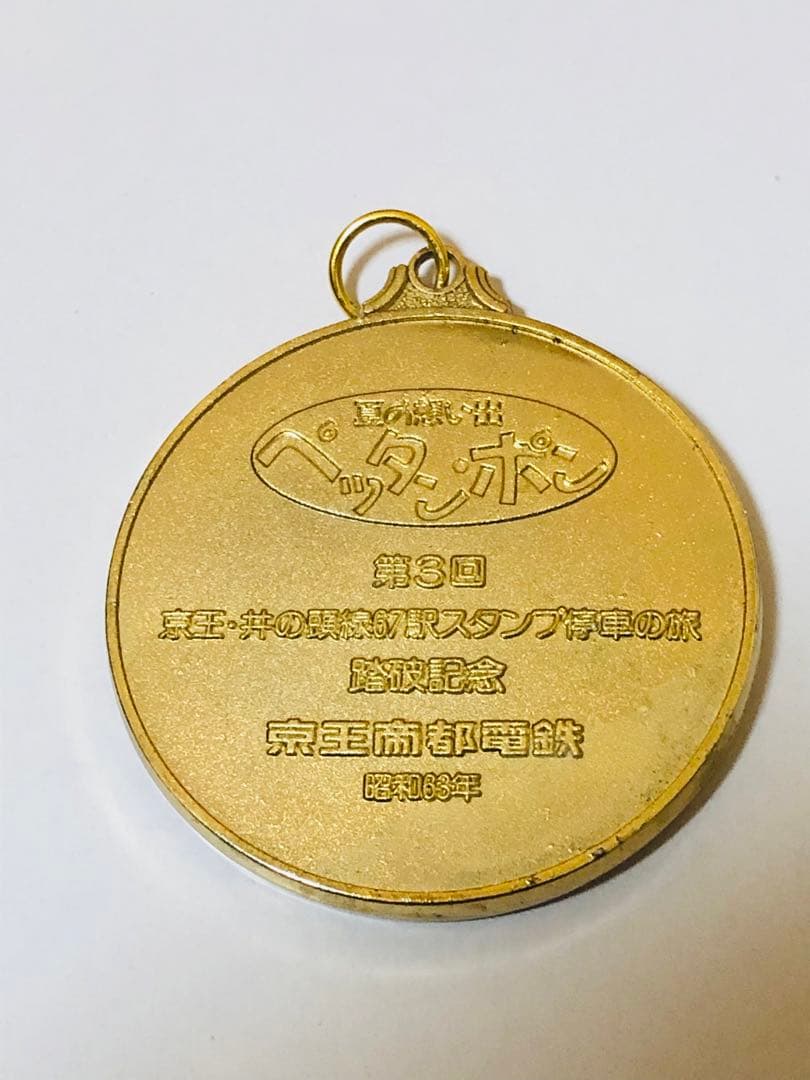 夏の想い出
ペッタン・ポン
第3回
京王・井の頭線67駅スタンプ停車の旅
踏破記念
京王帝都電鉄
昭和63年